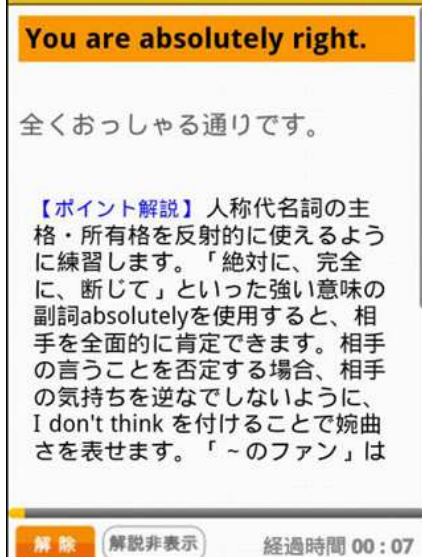 You are absolutely right.
全くおっしゃる通りです。
【ポイント解説】人称代名詞の主
格・所有格を反射的に使えるよう
に練習します。「絶対に、完全
に、断じて」といった強い意味の
副詞absolutelyを使用すると、相
手を全面的に肯定できます。相手
の言うことを否定する場合、相手
の気持ちを逆なでしないように、
I don't think を付けることで婉曲
さを表せます。「~のファン」は
解除 解説非表示 経過時間 00:07